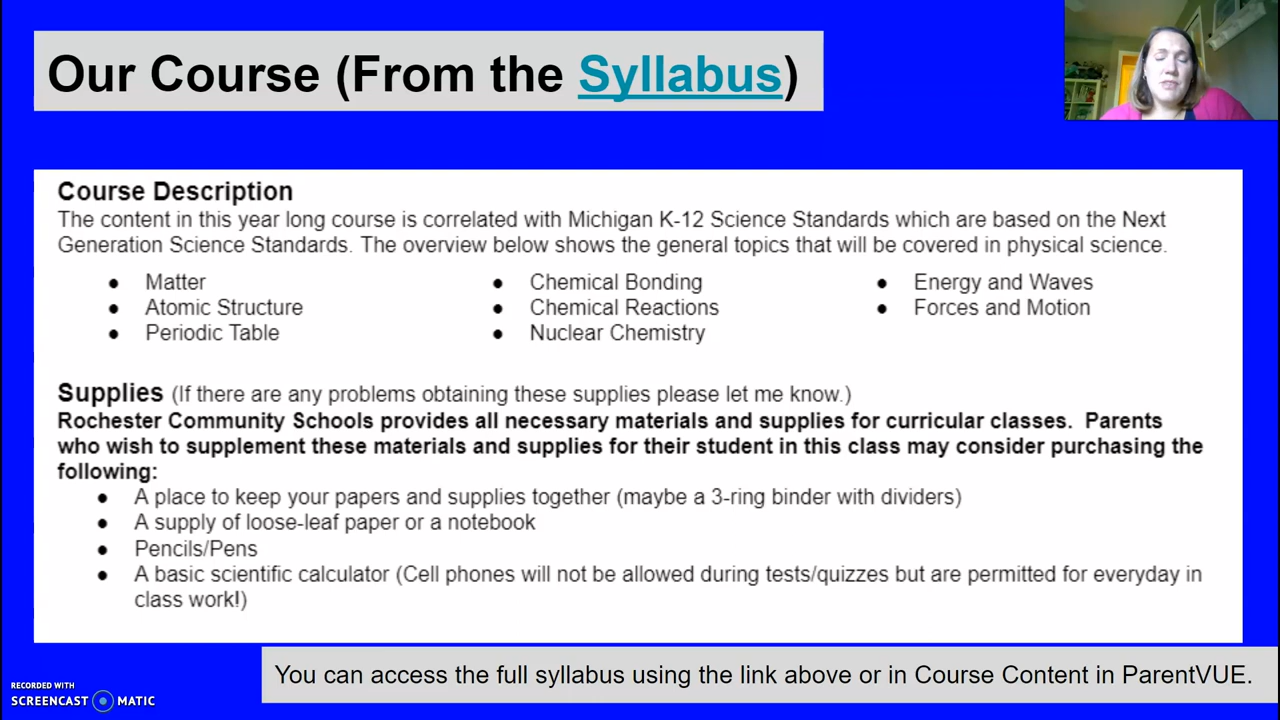 Our Course (From the Syllabus)
Course Description
The content in this year long course is correlated with Michigan K-12 Science Standards which are based on the Next
Generation Science Standards. The overview below shows the general topics that will be covered in physical science.
● Matter
● Atomic Structure
● Periodic Table
● Chemical Bonding
● Chemical Reactions
● Nuclear Chemistry
● Energy and Waves
● Forces and Motion
Supplies (If there are any problems obtaining these supplies please let me know.)
Rochester Community Schools provides all necessary materials and supplies for curricular classes. Parents
who wish to supplement these materials and supplies for their student in this class may consider purchasing the
following:
● A place to keep your papers and supplies together (maybe a 3-ring binder with dividers)
● A supply of loose-leaf paper or a notebook
● Pencils/Pens
● A basic scientific calculator (Cell phones will not be allowed during tests/quizzes but are permitted for everyday in
class work!)
You can access the full syllabus using the link above or in Course Content in ParentVUE.
RECORDED WITH
SCREENCAST MATIC